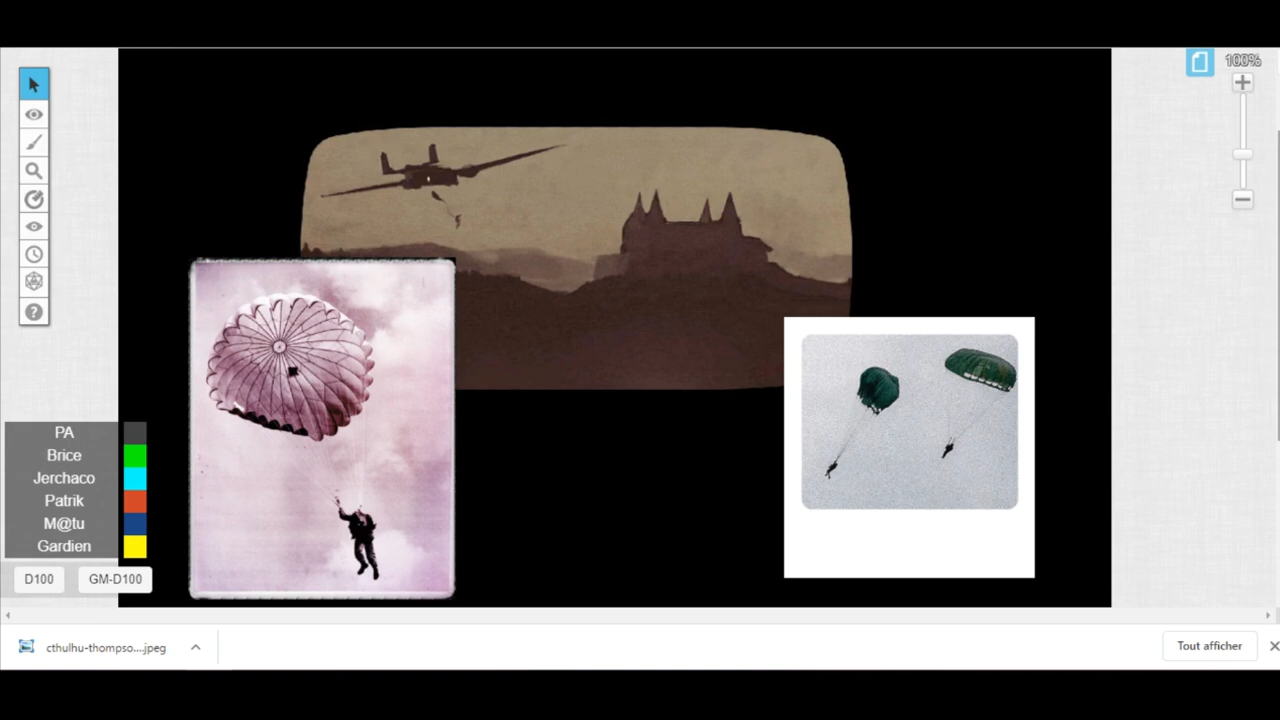 100%
PA
Brice
Jerchaco
Patrik
M@tu
Gardien
D100
GM-D100
cthulhu-thompso....jpeg
Tout afficher